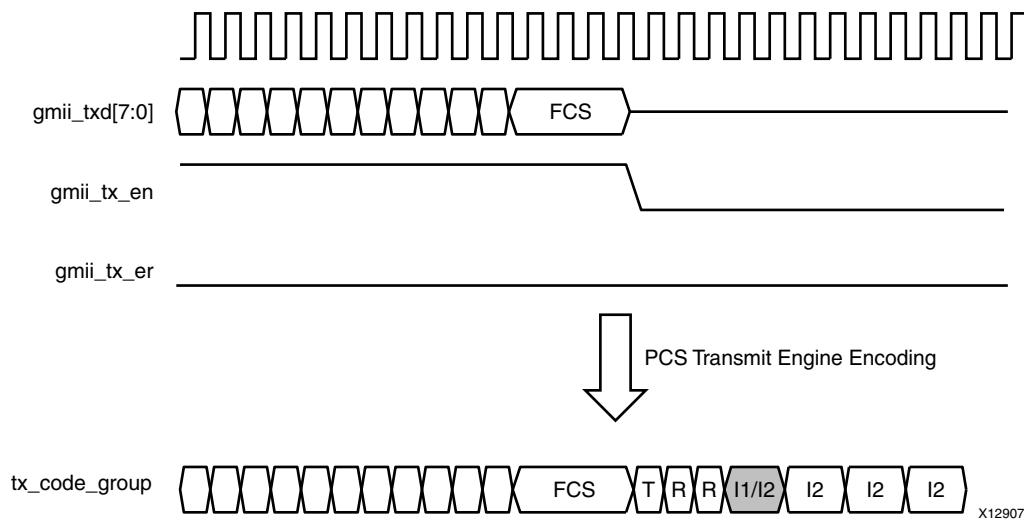 gmii_txd[7:0]
FCS
gmii_tx_en
gmii_tx_er
PCS Transmit Engine Encoding
tx_code_group
FCS T R R I1/I2 I2 I2 I2
X12907